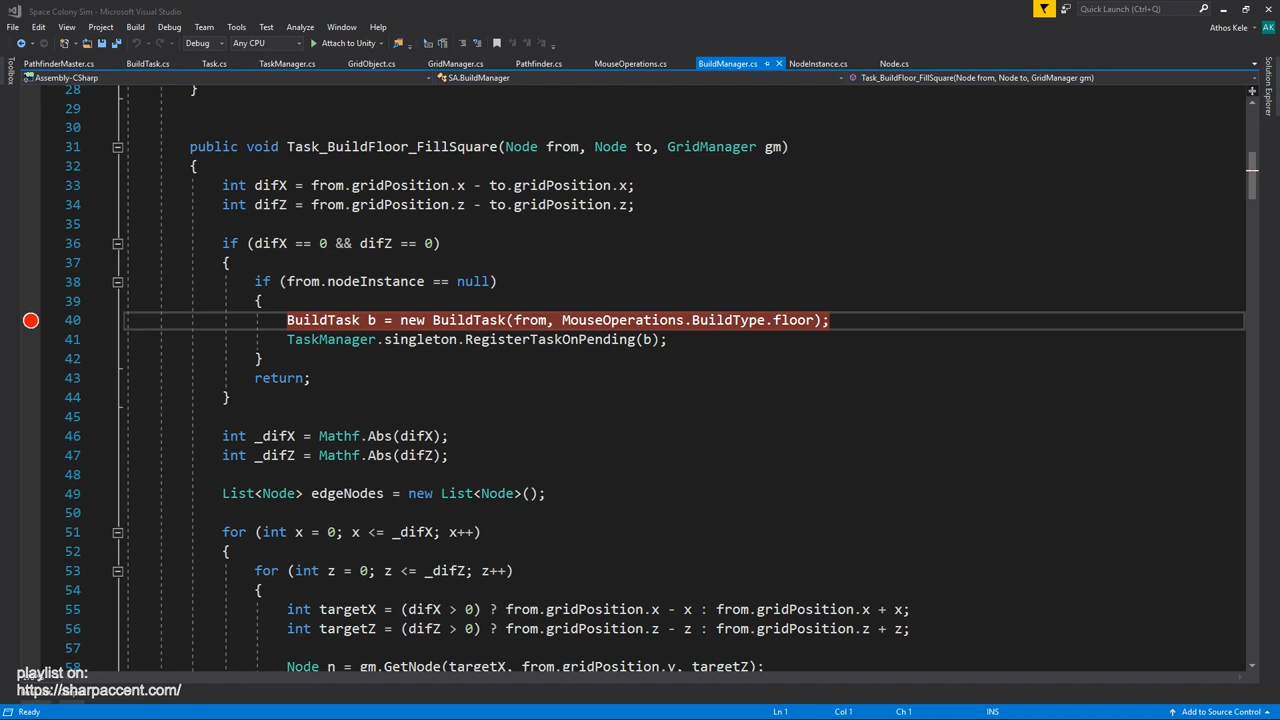 Space Colony Sim - Microsoft Visual Studio
Quick Launch (Ctrl+Q)
File Edit View Project Build Debug Team Tools Test Analyze Window Help
Athos Kele AK
Debug Any CPU Attach to Unity
PathfinderMaster.cs BuildTask.cs Task.cs TaskManager.cs GridObject.cs GridManager.cs Pathfinder.cs MouseOperations.cs BuildManager.cs NodeInstance.cs Node.cs
Toolbox
Solution Explorer
Assembly-CSharp SA.BuildManager Task_BuildFloor_FillSquare(Node from, Node to, GridManager gm)
28 }
29
30
31 public void Task_BuildFloor_FillSquare(Node from, Node to, GridManager gm)
32 {
33 int difX = from.gridPosition.x - to.gridPosition.x;
34 int difZ = from.gridPosition.z - to.gridPosition.z;
35
36 if (difX == 0 && difZ == 0)
37 {
38 if (from.nodeInstance == null)
39 {
40 BuildTask b = new BuildTask(from, MouseOperations.BuildType.floor);
41 TaskManager.singleton.RegisterTaskOnPending(b);
42 }
43 return;
44 }
45
46 int _difX = Mathf.Abs(difX);
47 int _difZ = Mathf.Abs(difZ);
48
49 List<Node> edgeNodes = new List<Node>();
50
51 for (int x = 0; x <= _difX; x++)
52 {
53 for (int z = 0; z <= _difZ; z++)
54 {
55 int targetX = (difX > 0) ? from.gridPosition.x - x : from.gridPosition.x + x;
56 int targetZ = (difZ > 0) ? from.gridPosition.z - z : from.gridPosition.z + z;
57
58 Node n = gm.GetNode(targetX, from.gridPosition.y, targetZ);
playlist on:
https://sharpaccent.com/
Ready Ln 1 Col 1 Ch 1 INS Add to Source Control